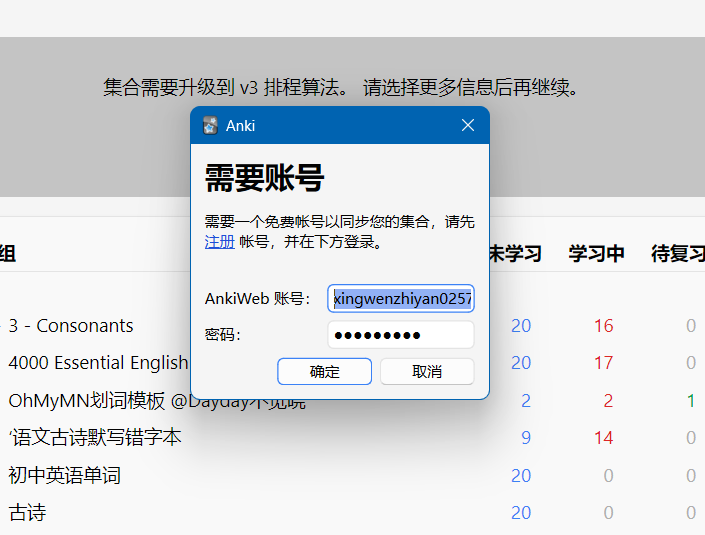 集合需要升级到 v3 排程算法。 请选择更多信息后再继续。
Anki
需要账号
需要一个免费帐号以同步您的集合，请先
注册 帐号，并在下方登录。
AnkiWeb 账号：
xingwenzhiyan0257
密码：
●●●●●●●●●
确定 取消
组 未学习 学习中 待复习
3 - Consonants 20 16 0
4000 Essential English 20 17 0
OhMyMN划词模板 @Dayday不见晓 2 2 1
‘语文古诗默写错字本 9 14 0
初中英语单词 20 0 0
古诗 20 0 0